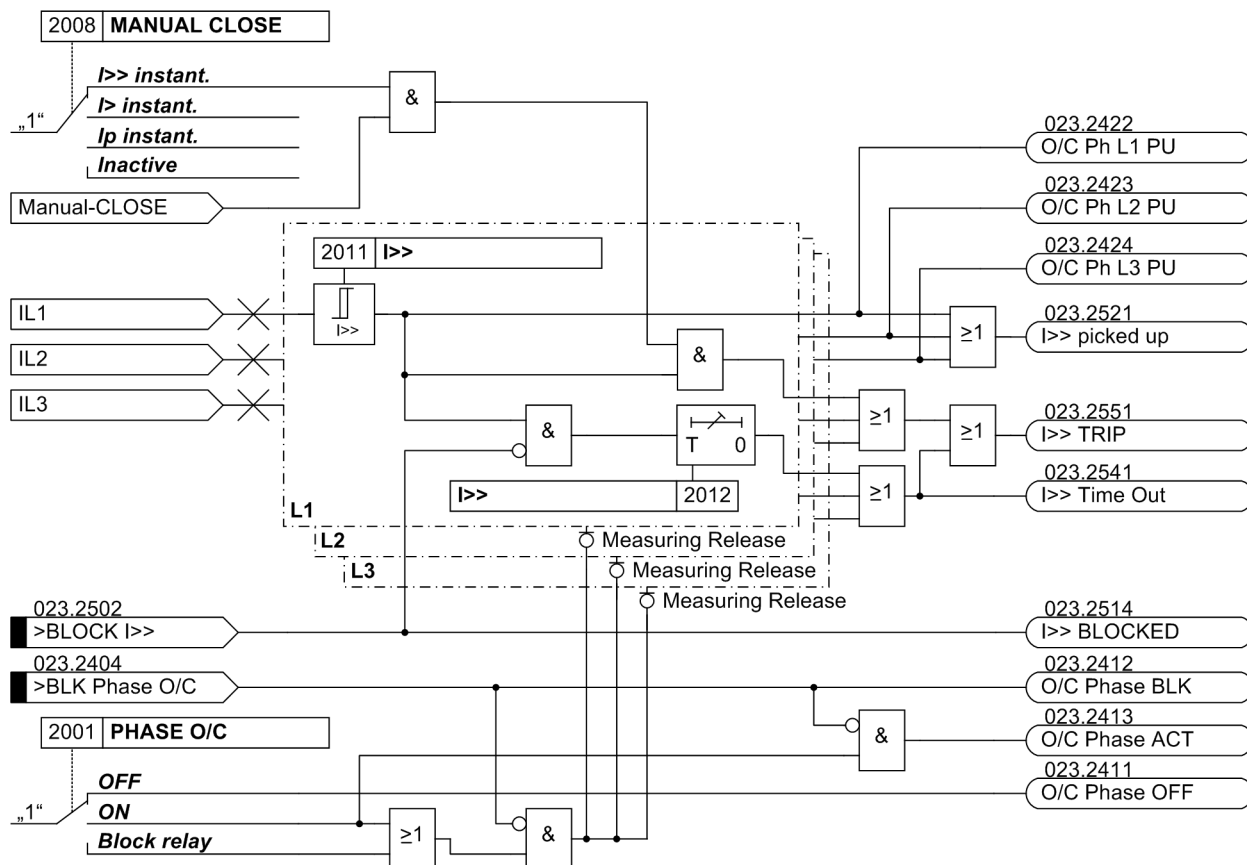 2008 MANUAL CLOSE
I>> instant.
„1“
I> instant.
Ip instant.
Inactive
Manual-CLOSE
&
2011 I>>
IL1
IL2
IL3
I>>
&
&
T 0
I>> 2012
L1
L2
L3
Measuring Release
Measuring Release
Measuring Release
≥1
≥1
≥1
≥1
023.2422
O/C Ph L1 PU
023.2423
O/C Ph L2 PU
023.2424
O/C Ph L3 PU
023.2521
I>> picked up
023.2551
I>> TRIP
023.2541
I>> Time Out
023.2502
>BLOCK I>>
023.2514
I>> BLOCKED
023.2404
>BLK Phase O/C
023.2412
O/C Phase BLK
2001 PHASE O/C
&
023.2413
O/C Phase ACT
OFF
023.2411
O/C Phase OFF
„1“
ON
Block relay
≥1
&